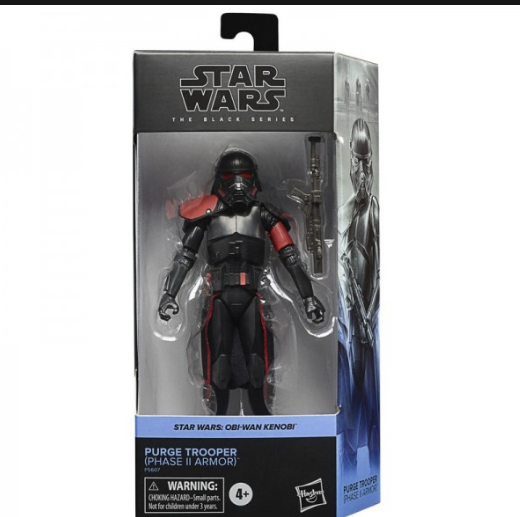 STAR
WARS
THE BLACK SERIES
STAR WARS: OBI-WAN KENOBI
PURGE TROOPER
(PHASE II ARMOR)
WARNING:
CHOKING HAZARD–Small parts.
Not for children under 3 years.
4+
Hasbro
PURGE TROOPER
(PHASE II ARMOR)